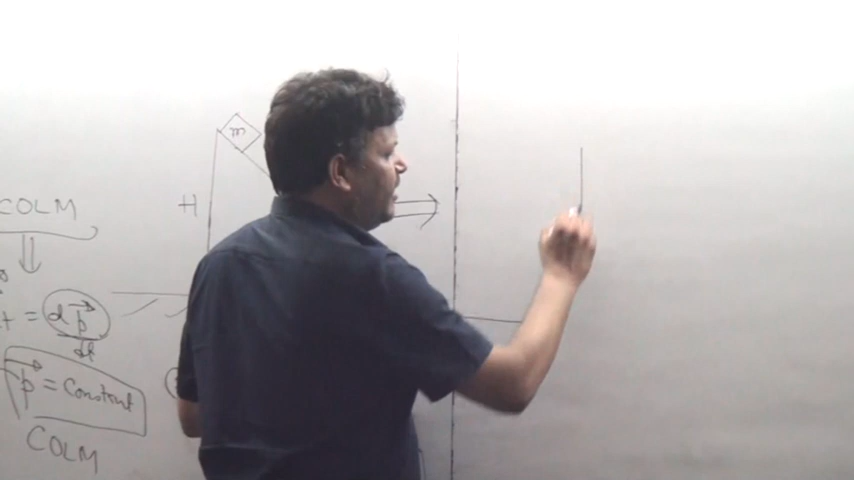 COLM
= dp⃗
dt
p⃗ = Constant
COLM
m
H